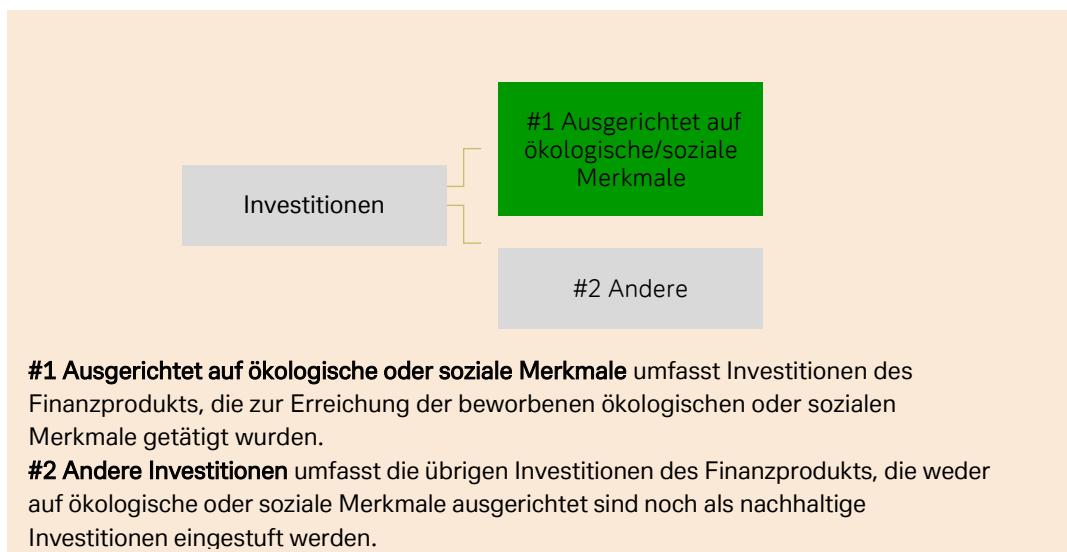 #1 Ausgerichtet auf
ökologische/soziale
Merkmale
Investitionen
#2 Andere
#1 Ausgerichtet auf ökologische oder soziale Merkmale umfasst Investitionen des
Finanzprodukts, die zur Erreichung der beworbenen ökologischen oder sozialen
Merkmale getätigt wurden.
#2 Andere Investitionen umfasst die übrigen Investitionen des Finanzprodukts, die weder
auf ökologische oder soziale Merkmale ausgerichtet sind noch als nachhaltige
Investitionen eingestuft werden.